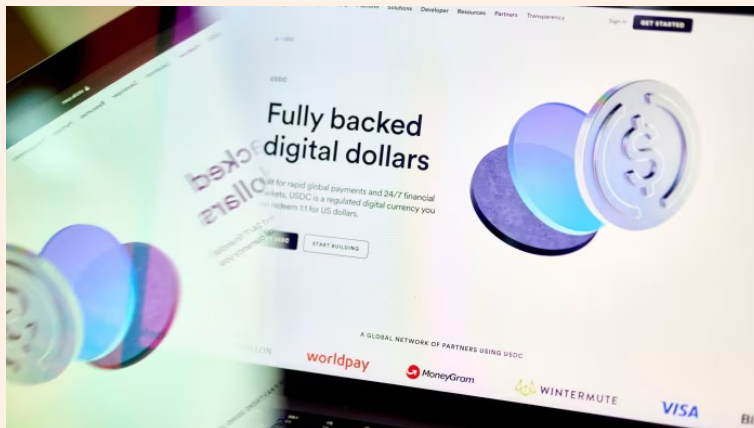 Solutions Developer Resources Partners Transparency
Sign in GET STARTED
USDC
Fully backed
digital dollars
for rapid global payments and 24/7 financial
USDC is a regulated digital currency you
redeem 1:1 for US dollars.
USDC START BUILDING
A GLOBAL NETWORK OF PARTNERS USING USDC
worldpay MoneyGram WINTERMUTE VISA